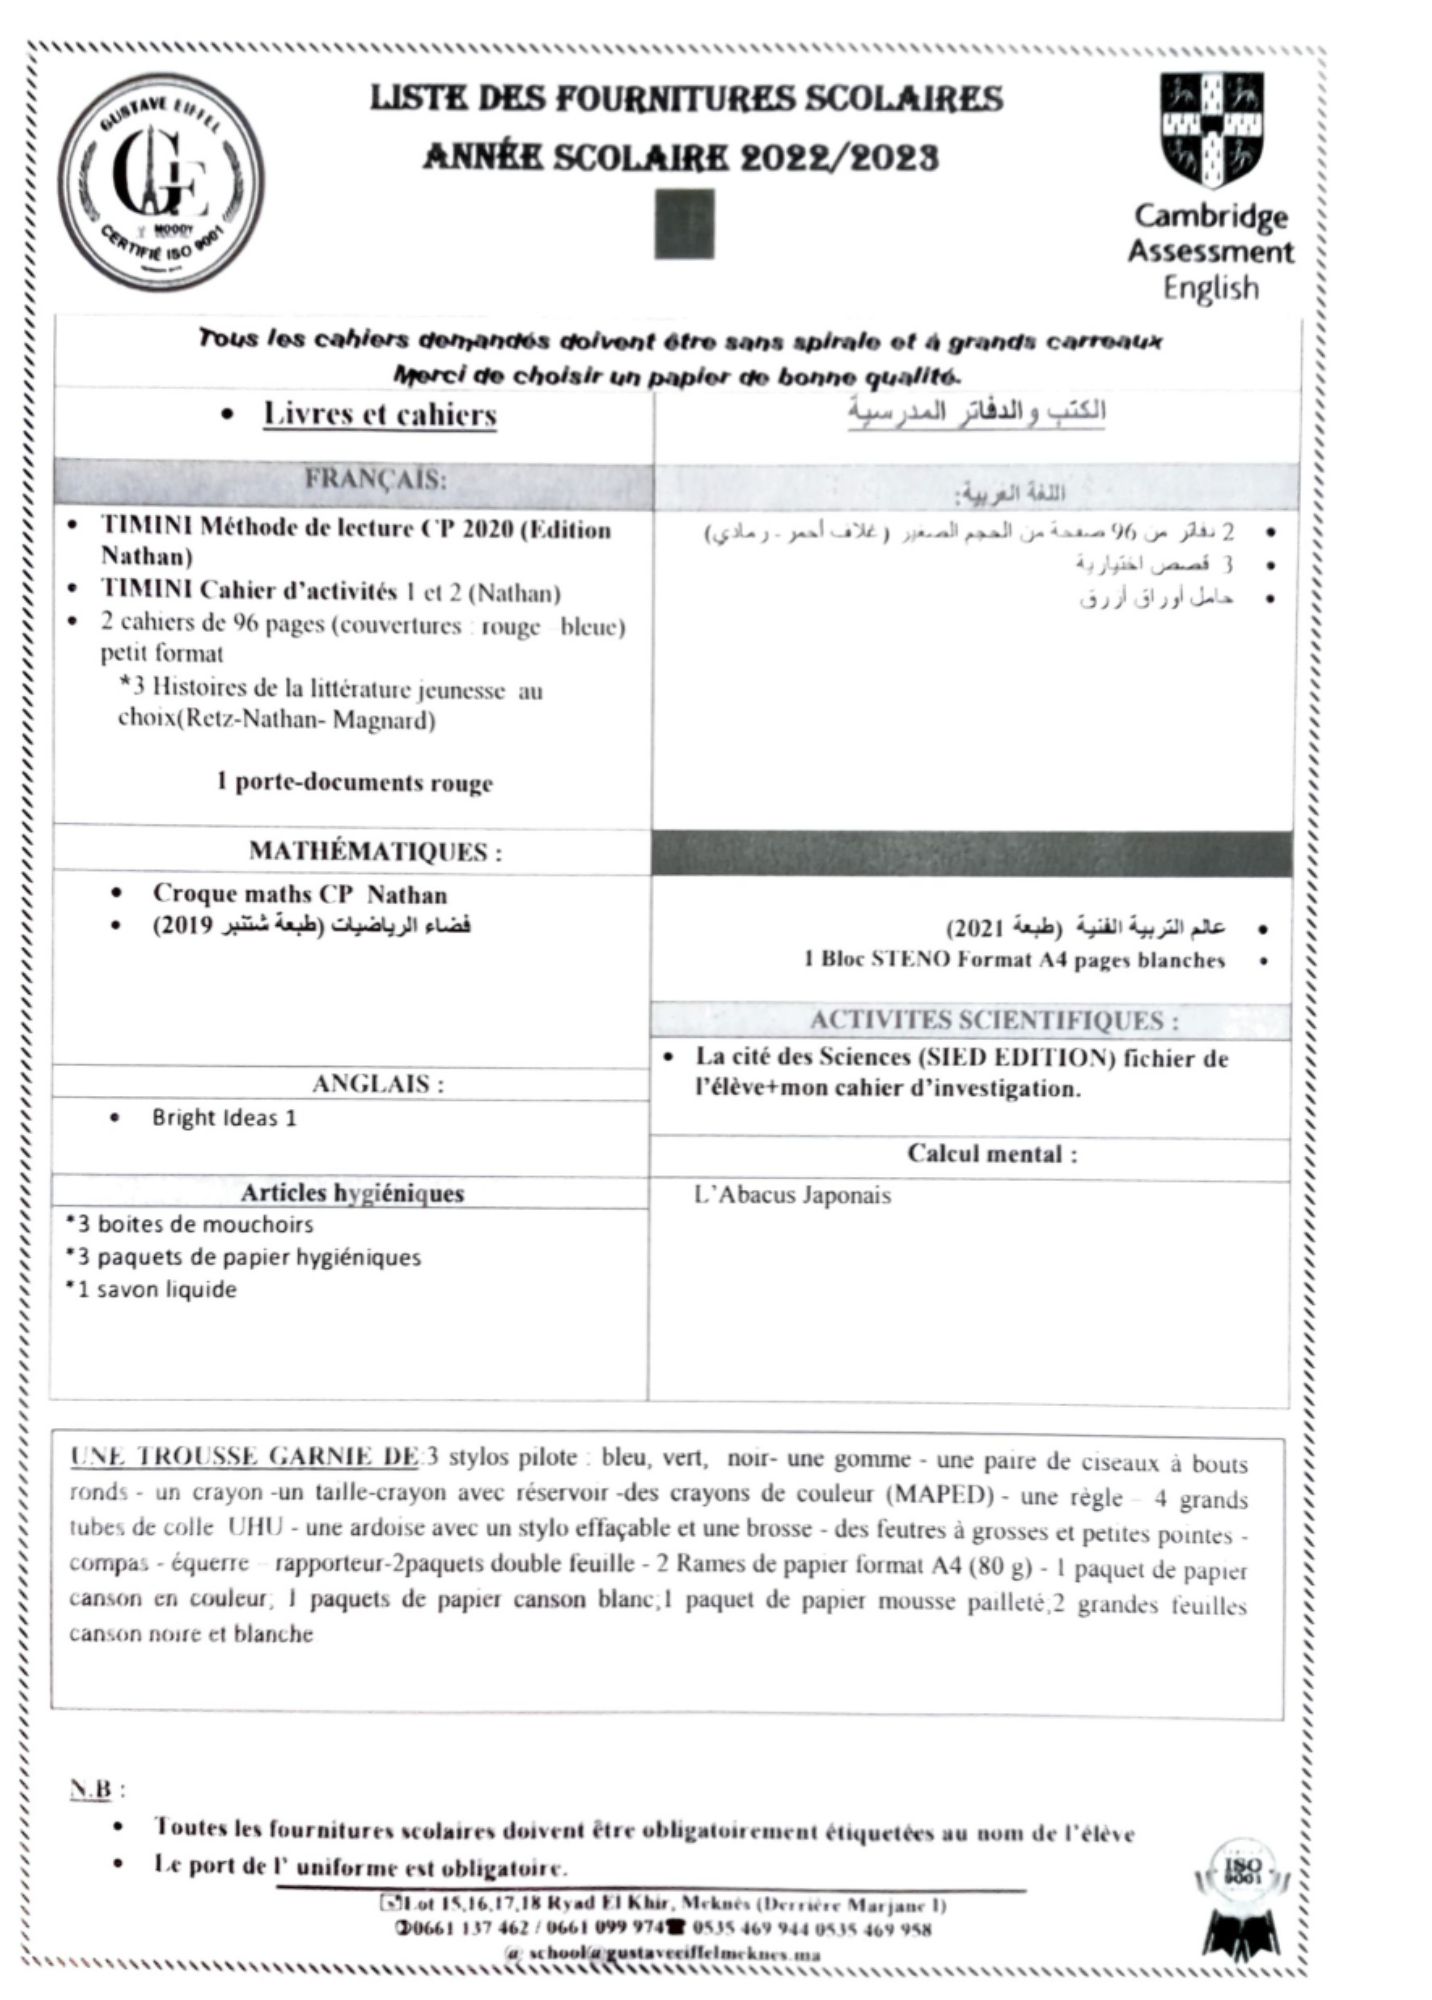 GUSTAVE EIFFEL
GE
MOODY
CERTIFIÉ ISO 9001
LISTE DES FOURNITURES SCOLAIRES
ANNÉE SCOLAIRE 2022/2023
Cambridge
Assessment
English
Tous les cahiers demandés doivent être sans spirale et à grands carreaux
Merci de choisir un papier de bonne qualité.
• Livres et cahiers
الكتب والدفاتر المدرسية
FRANÇAIS:
اللغة العربية:
• TIMINI Méthode de lecture CP 2020 (Edition
Nathan)
• TIMINI Cahier d’activités 1 et 2 (Nathan)
• 2 cahiers de 96 pages (couvertures : rouge – bleue)
petit format
*3 Histoires de la littérature jeunesse au
choix(Retz-Nathan- Magnard)
1 porte-documents rouge
• 2 دفاتر من 96 صفحة من الحجم الصغير (غلاف أحمر - رمادي)
• 3 قصص اختيارية
• حامل أوراق أزرق
MATHÉMATIQUES :
• Croque maths CP Nathan
• فضاء الرياضيات (طبعة شتنبر 2019)
• عالم التربية الفنية (طبعة 2021)
• 1 Bloc STENO Format A4 pages blanches
ACTIVITES SCIENTIFIQUES :
• La cité des Sciences (SIED EDITION) fichier de
l’élève+mon cahier d’investigation.
ANGLAIS :
• Bright Ideas 1
Calcul mental :
L’Abacus Japonais
Articles hygiéniques
*3 boites de mouchoirs
*3 paquets de papier hygiéniques
*1 savon liquide
UNE TROUSSE GARNIE DE:3 stylos pilote : bleu, vert, noir- une gomme - une paire de ciseaux à bouts
ronds - un crayon -un taille-crayon avec réservoir -des crayons de couleur (MAPED) - une règle – 4 grands
tubes de colle UHU - une ardoise avec un stylo effaçable et une brosse - des feutres à grosses et petites pointes -
compas - équerre – rapporteur-2paquets double feuille - 2 Rames de papier format A4 (80 g) - 1 paquet de papier
canson en couleur; 1 paquets de papier canson blanc;1 paquet de papier mousse pailleté,2 grandes feuilles
canson noire et blanche
N.B :
• Toutes les fournitures scolaires doivent être obligatoirement étiquetées au nom de l’élève
• Le port de l’ uniforme est obligatoire.
Lot 15,16,17,18 Ryad El Khir, Meknès (Derrière Marjane 1)
0661 137 462 / 0661 099 974☎ 0535 469 944 0535 469 958
@ school@gustaveeiffelmeknes.ma
ISO
9001